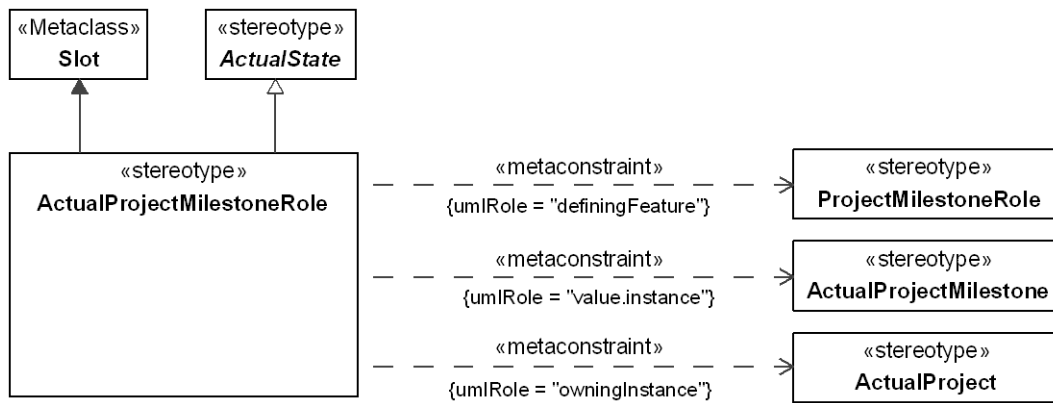 «Metaclass»
Slot
«stereotype»
ActualState
«stereotype»
ActualProjectMilestoneRole
«metaconstraint»
{umlRole = "definingFeature"}
«stereotype»
ProjectMilestoneRole
«metaconstraint»
{umlRole = "value.instance"}
«stereotype»
ActualProjectMilestone
«metaconstraint»
{umlRole = "owningInstance"}
«stereotype»
ActualProject